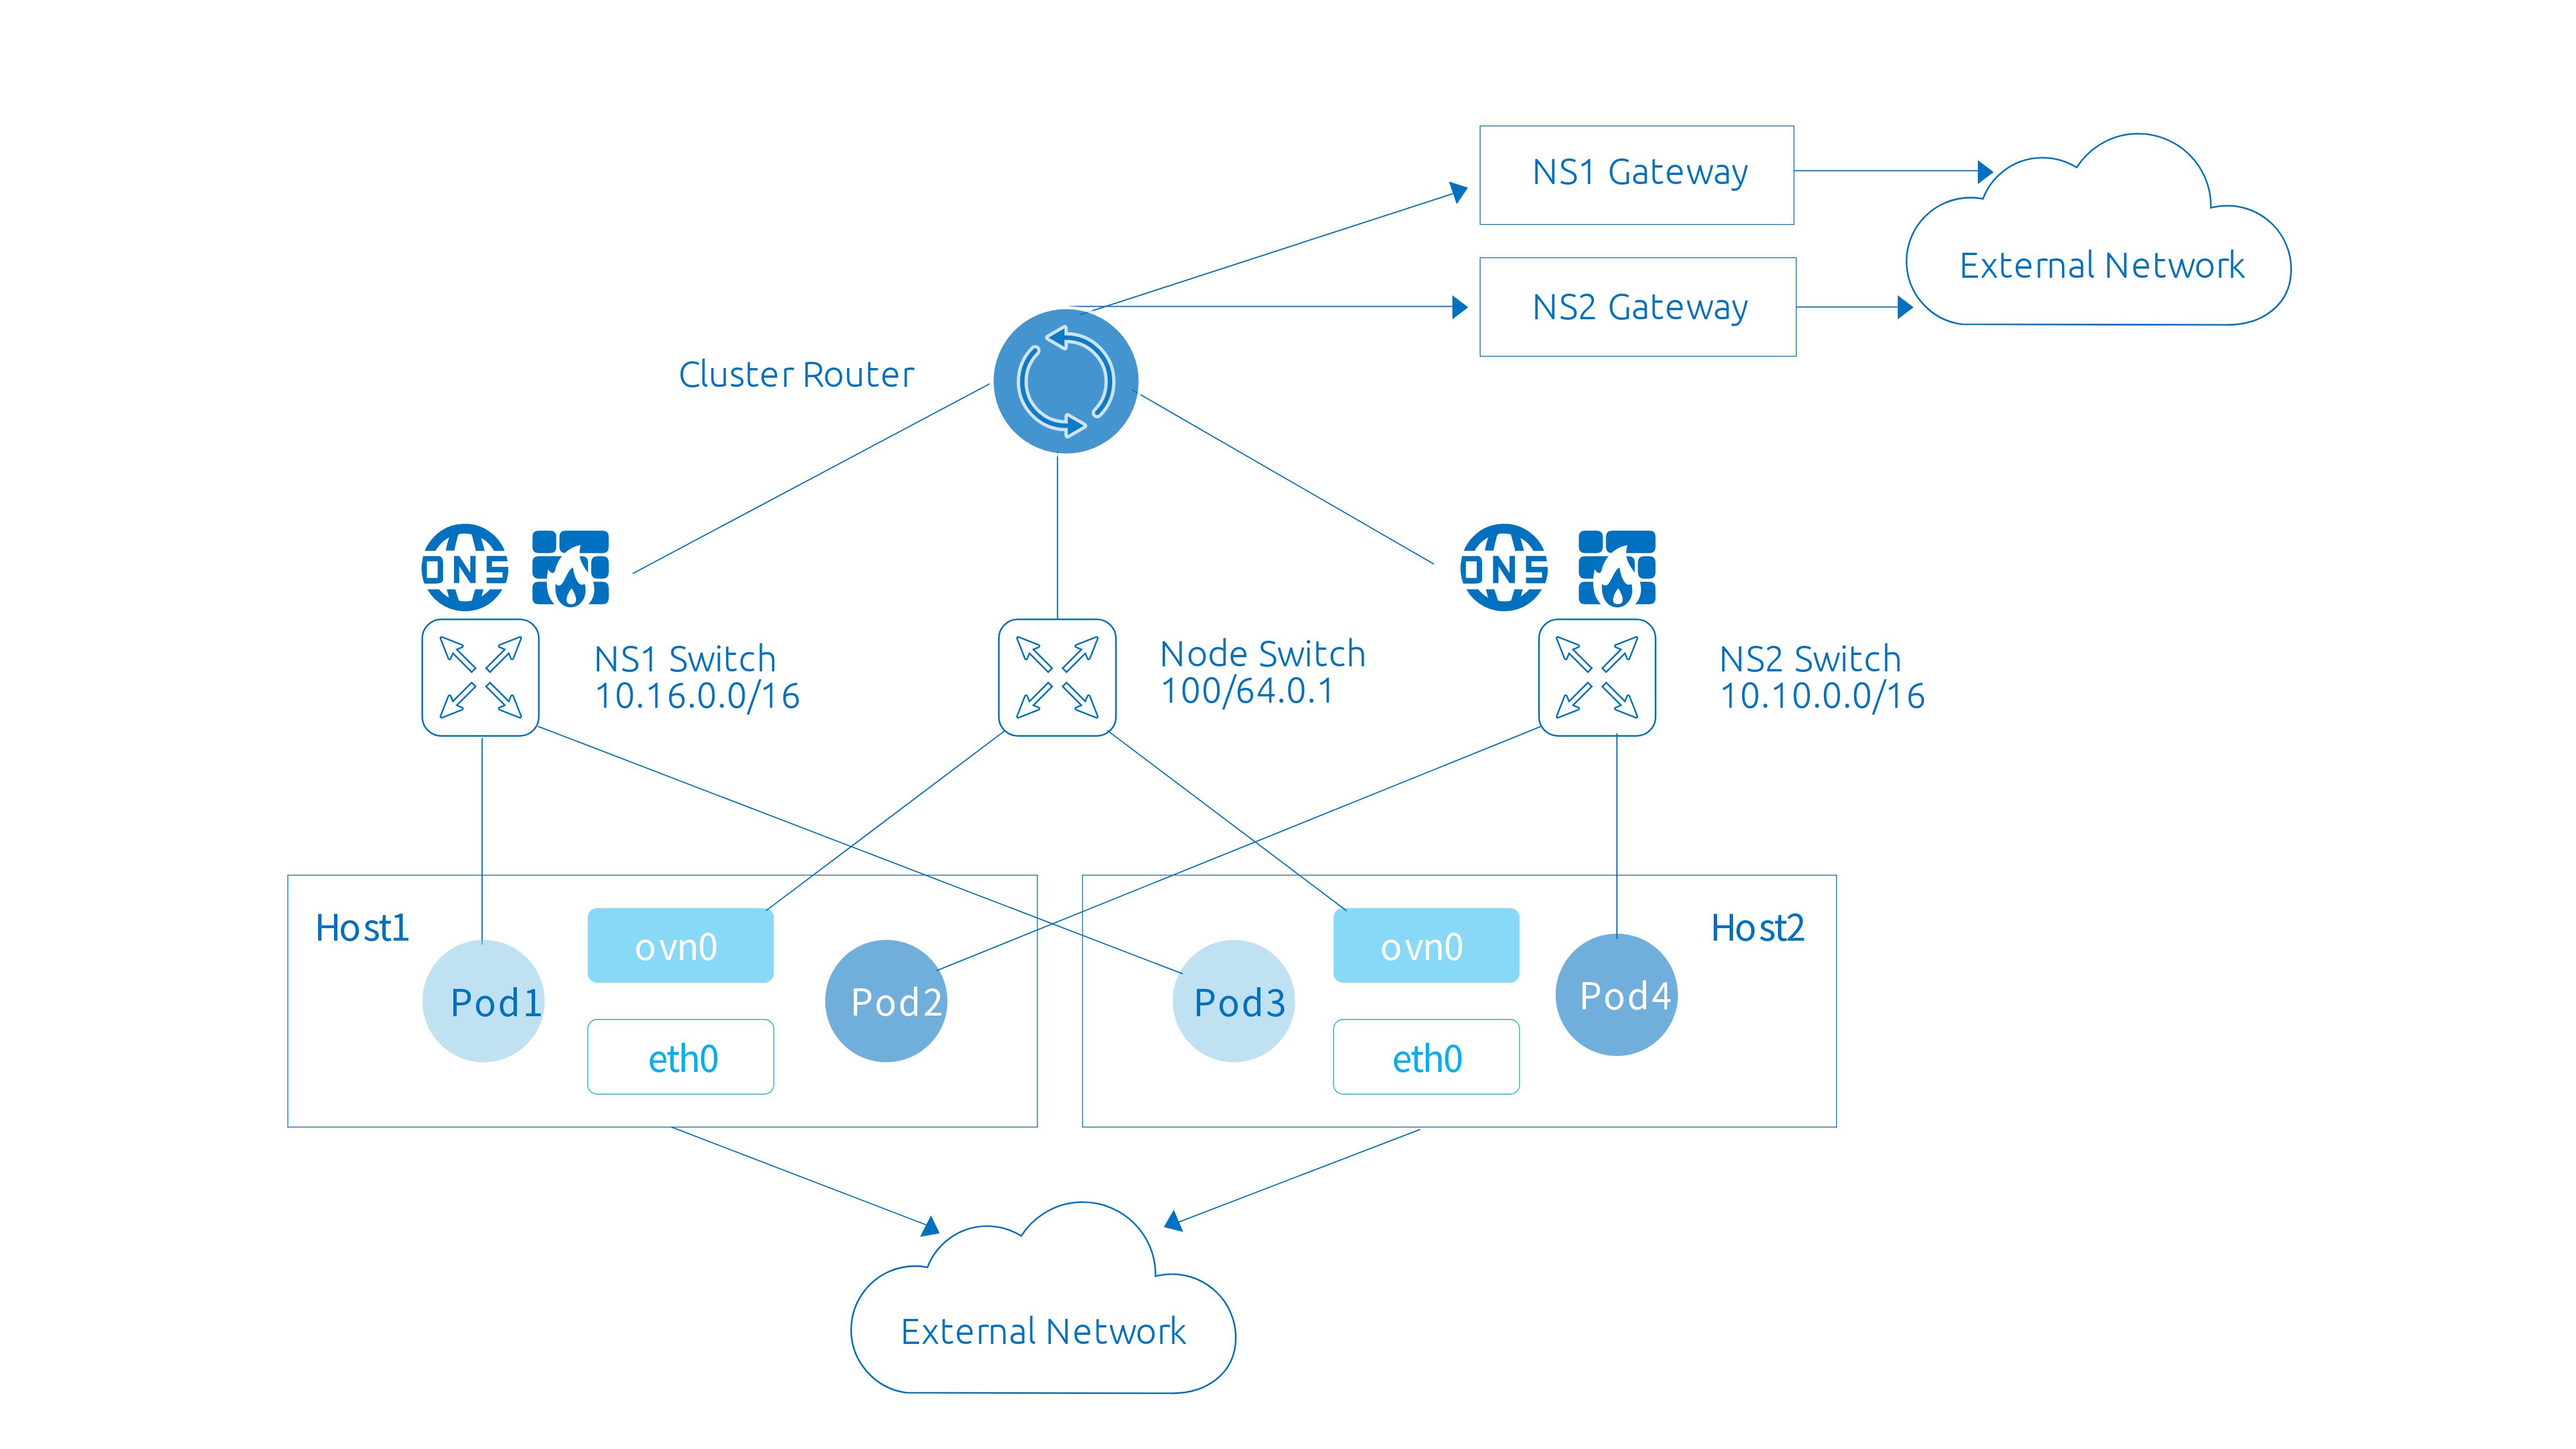 NS1 Gateway
External Network
NS2 Gateway
Cluster Router
DNS
DNS
NS1 Switch
10.16.0.0/16
Node Switch
100/64.0.1
NS2 Switch
10.10.0.0/16
Host1
ovn0
Pod1
Pod2
eth0
Host2
ovn0
Pod3
Pod4
eth0
External Network